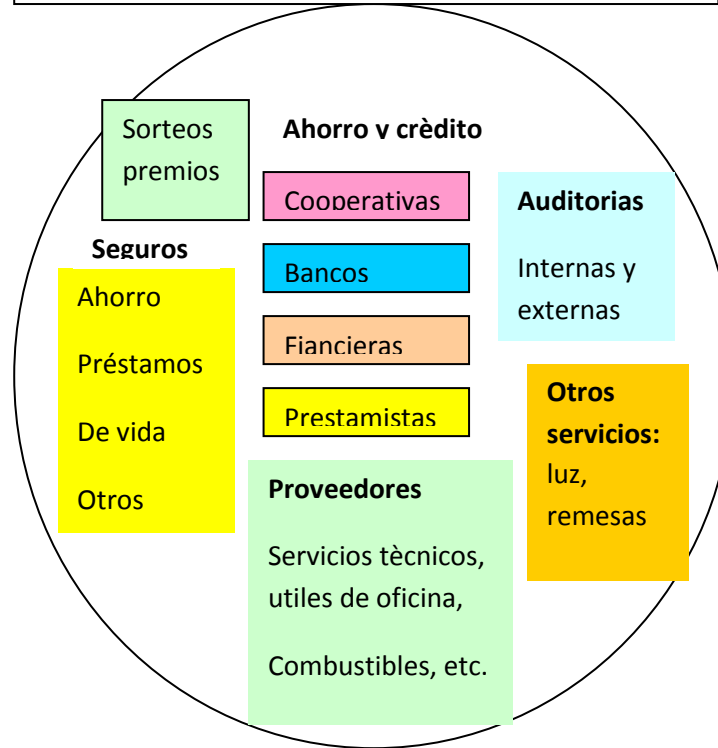 Sorteos
premios
Ahorro y crèdito
Cooperativas
Bancos
Fiancieras
Prestamistas
Auditorias
Internas y
externas
Seguros
Ahorro
Préstamos
De vida
Otros
Otros
servicios:
luz,
remesas
Proveedores
Servicios tècnicos,
utiles de oficina,
Combustibles, etc.